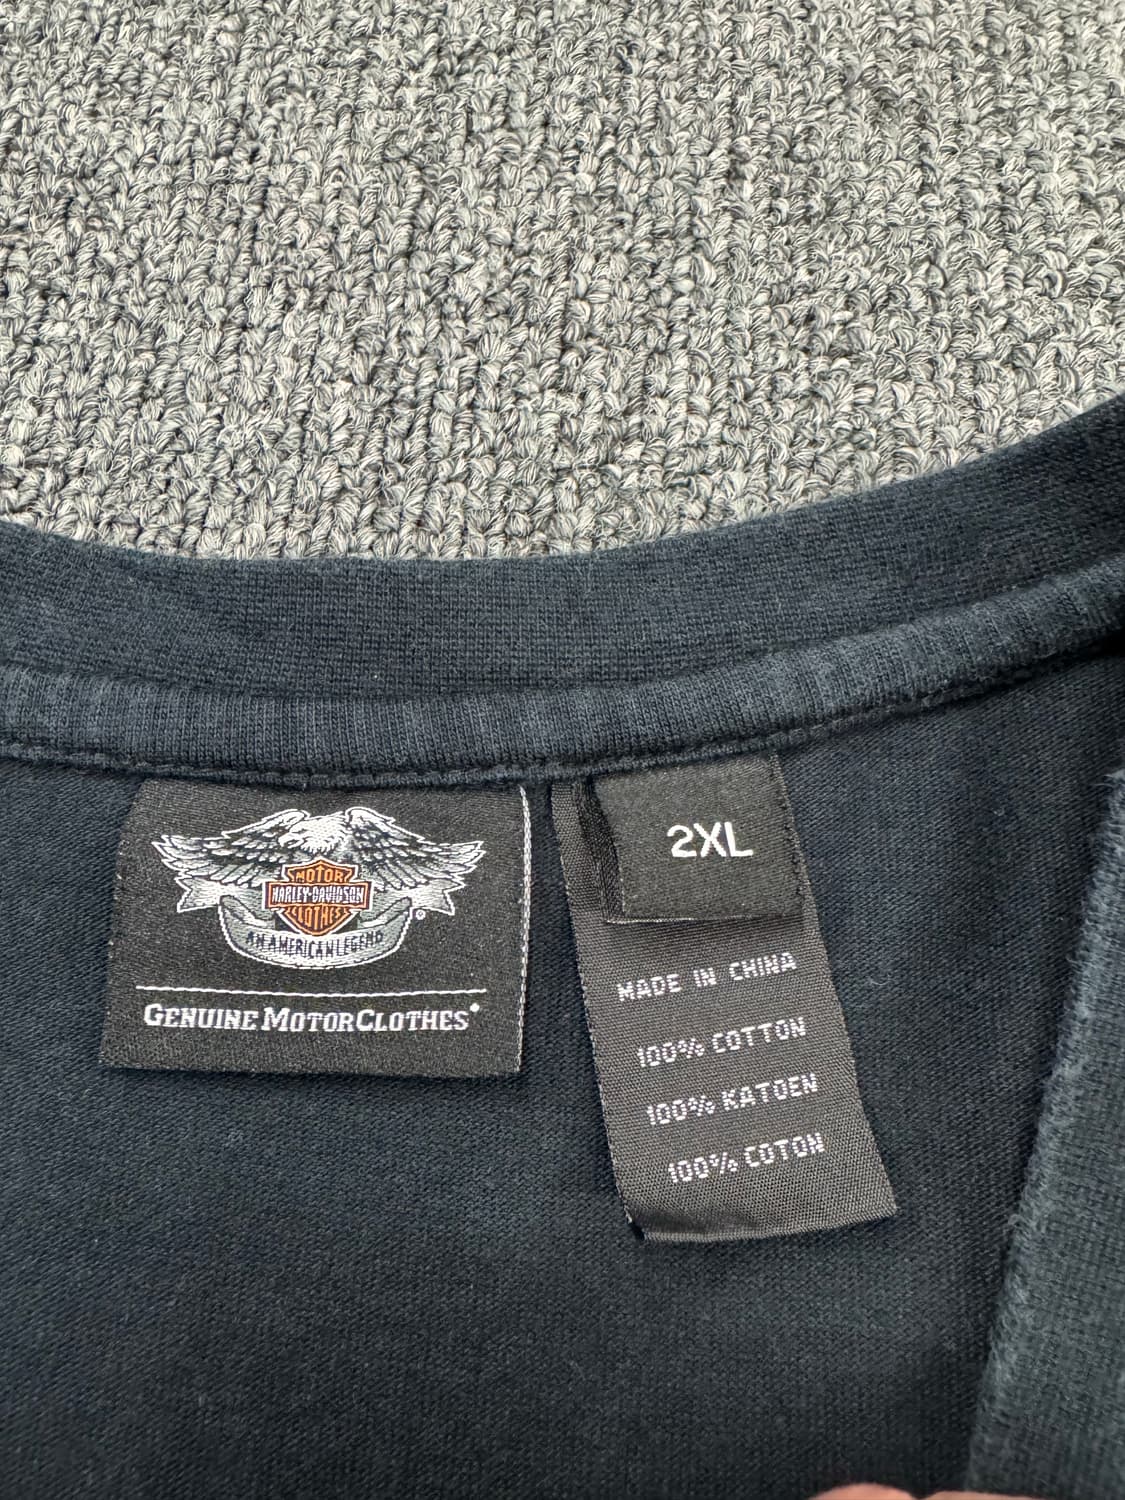 MOTOR
HARLEY-DAVIDSON
CLOTHES
AN AMERICAN LEGEND
®
GENUINE MOTORCLOTHES®
2XL
MADE IN CHINA
100% COTTON
100% KATOEN
100% COTON